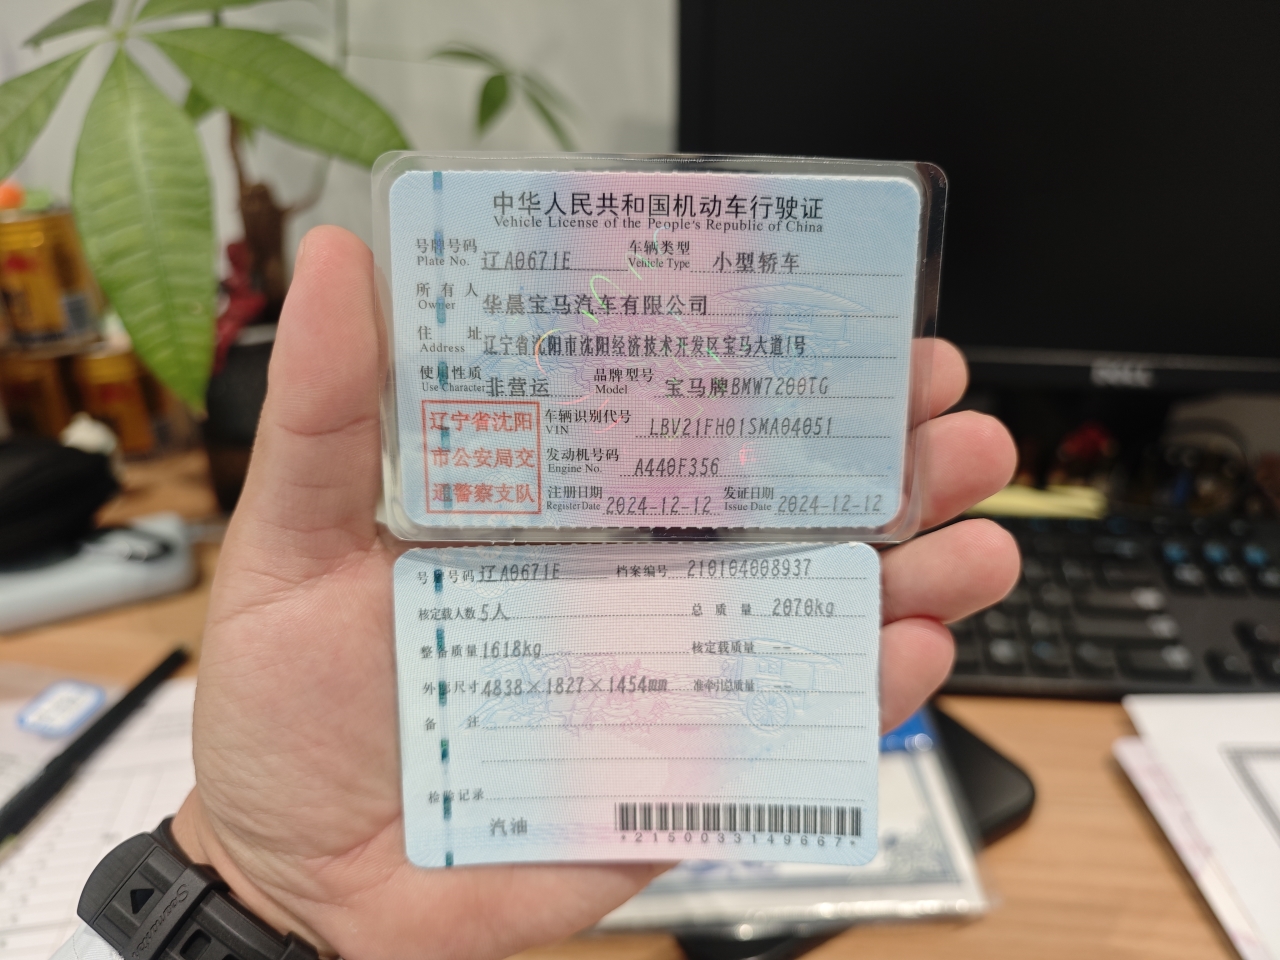 中华人民共和国机动车行驶证
Vehicle License of the People's Republic of China
号牌号码 Plate No. 辽A0671E 车辆类型 Vehicle Type 小型轿车
所有人 Owner 华晨宝马汽车有限公司
住址 Address 辽宁省沈阳市沈阳经济技术开发区宝马大道1号
使用性质 Use Character 非营运 品牌型号 Model 宝马牌BMW7200TG
辽宁省沈阳
市公安局交
通警察支队
车辆识别代号 VIN LBV21FH01SMA04051
发动机号码 Engine No. A440F356
注册日期 Register Date 2024-12-12 发证日期 Issue Date 2024-12-12
号牌号码 辽A0671E 档案编号 210104008937
核定载人数 5人 总质量 2070kg
整备质量 1618kg 核定载质量 --
外廓尺寸 4838×1827×1454mm 准牵引总质量 --
备注
检验记录
汽油
*2150033149667*
DELL